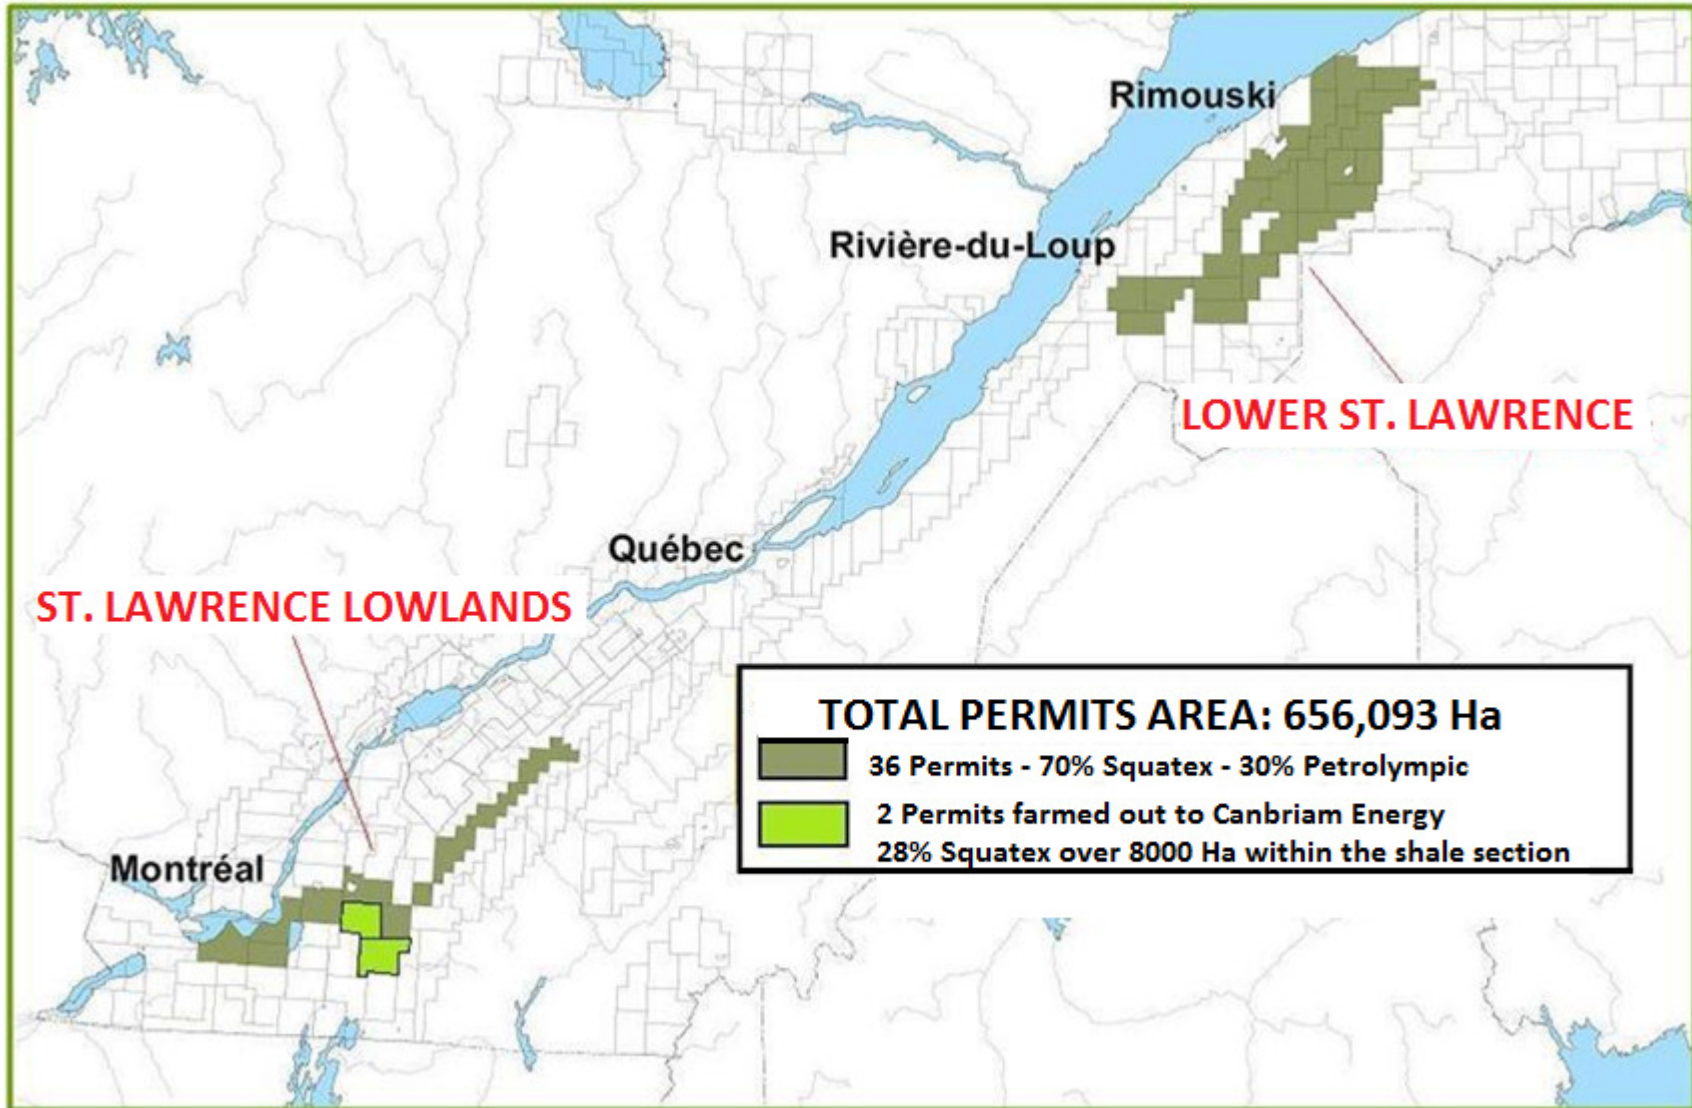 Rimouski
Rivière-du-Loup
LOWER ST. LAWRENCE
Québec
ST. LAWRENCE LOWLANDS
Montréal
TOTAL PERMITS AREA: 656,093 Ha
36 Permits - 70% Squatex - 30% Petrolympic
2 Permits farmed out to Canbriam Energy
28% Squatex over 8000 Ha within the shale section